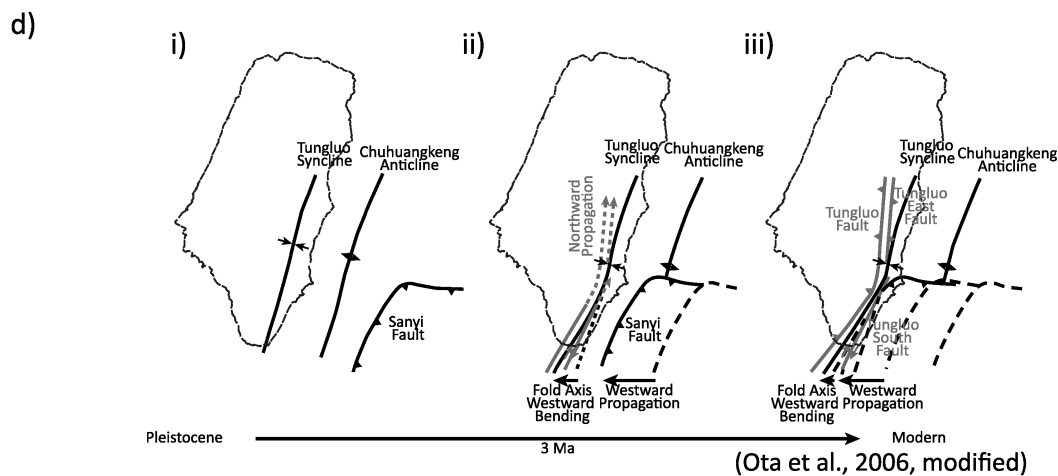 d)
i)
ii)
iii)
Tungluo
Syncline
Chuhuangkeng
Anticline
Sanyi
Fault
Tungluo
Syncline
Chuhuangkeng
Anticline
Northward
Propagation
Sanyi
Fault
Fold Axis
Westward
Bending
Westward
Propagation
Tungluo
Syncline
Chuhuangkeng
Anticline
Tungluo
Fault
Tungluo
East
Fault
Tungluo
South
Fault
Fold Axis
Westward
Bending
Westward
Propagation
Pleistocene
3 Ma
Modern
(Ota et al., 2006, modified)